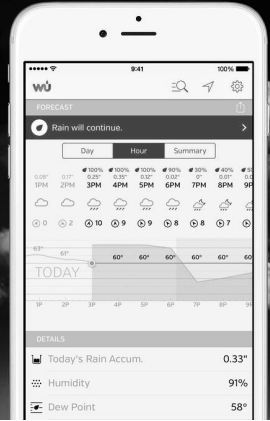 9:41
100%
wu
FORECAST
Rain will continue.
Day Hour Summary
100% 100% 100% 90% 30% 40%
0.08" 0.17" 0.25" 0.35" 0.12" 0.02" 0" 0.01"
1PM 2PM 3PM 4PM 5PM 6PM 7PM 8PM 9P
0 2 10 9 9 8 8 7
63° 61° 60° 60° 60° 60° 60° 60°
TODAY
1P 2P 3P 4P 5P 6P 7P 8P 9P
DETAILS
Today's Rain Accum. 0.33"
Humidity 91%
Dew Point 58°